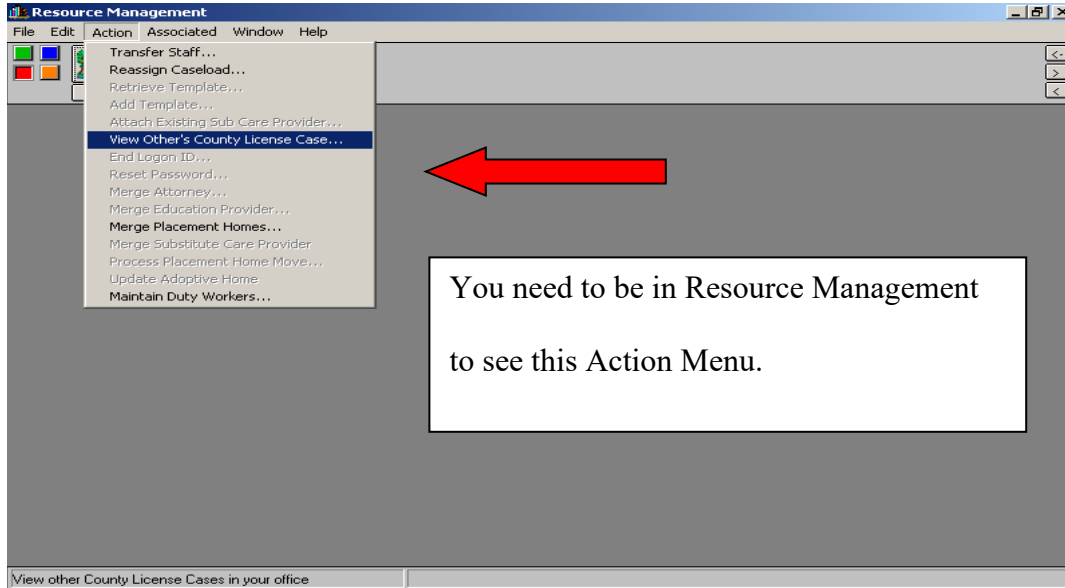 Resource Management
File Edit Action Associated Window Help
Transfer Staff...
Reassign Caseload...
Retrieve Template...
Add Template...
Attach Existing Sub Care Provider...
View Other's County License Case...
End Logon ID...
Reset Password...
Merge Attorney...
Merge Education Provider...
Merge Placement Homes...
Merge Substitute Care Provider
Process Placement Home Move...
Update Adoptive Home
Maintain Duty Workers...
You need to be in Resource Management
to see this Action Menu.
View other County License Cases in your office